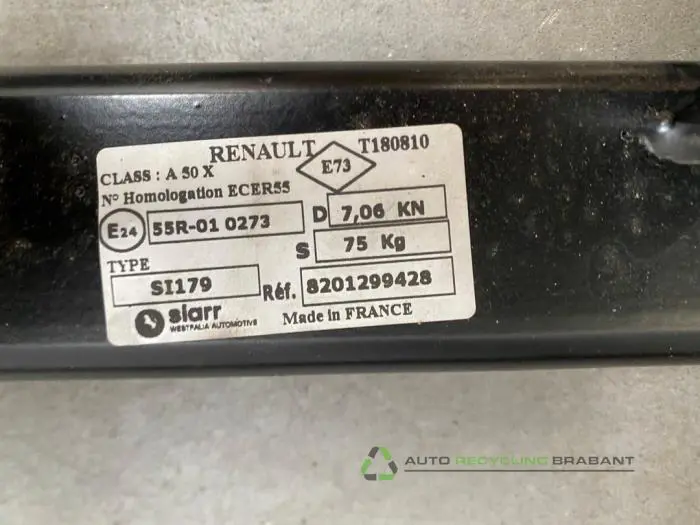 RENAULT E73 T180810
CLASS : A 50 X
Nº Homologation ECER55
E24 55R-01 0273 D 7,06 KN
S 75 Kg
TYPE
SI179 Réf. 8201299428
siarr
WESTFALIA AUTOMOTIVE
Made in FRANCE
AUTO RECYCLING BRABANT